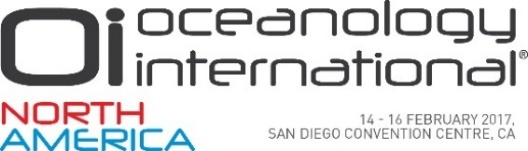 Oi oceanology
international®
NORTH
AMERICA
14 - 16 FEBRUARY 2017,
SAN DIEGO CONVENTION CENTRE, CA